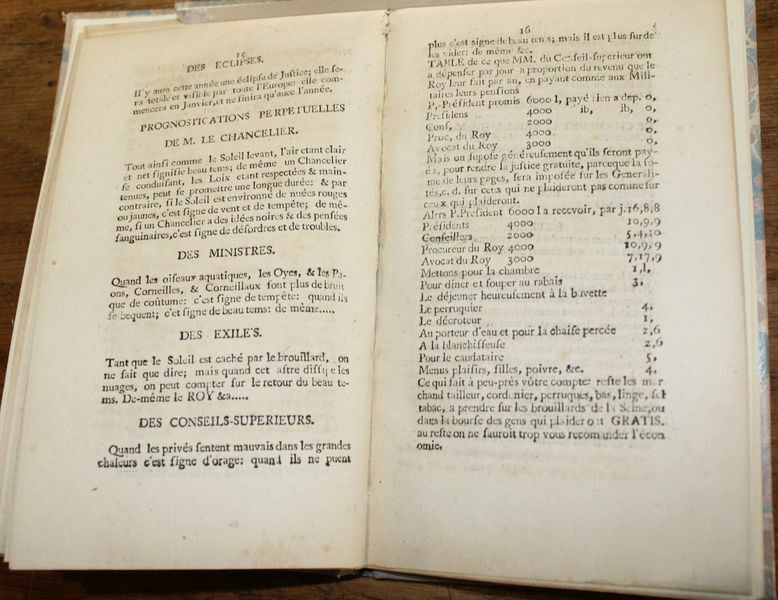 15
DES ECLIPSES.
Il y aura cette année une éclipse de Justice; elle se-
ra totale et visible par toute l'Europe: elle com-
mencera en Janvier, et ne finira qu'avec l'année.
PROGNOSTICATIONS PERPETUELLES
DE M. LE CHANCELIER.
Tout ainsi comme le Soleil levant, l'air etant clair
et net signifie beau tems; de même un Chancelier
se conduisant, les Loix etant respectées & main-
tenues, peut se promettre une longue durée: & par
contraire, si le Soleil est environné de nuées rouges
ou jaunes, c'est signe de vent et de tempête; de mê-
me, si un Chancelier a des idées noires & des pensées
sanguinaires, c'est signe de désordres et de troubles.
DES MINISTRES.
Quand les oiseaux aquatiques, les Oyes, & les Pa-
ons, Corneilles, & Corneillaux font plus de bruit
que de coûtume: c'est signe de tempête: quand ils
se bequent; c'et signe de beau tems: de même.....
DES EXILE'S.
Tant que le Soleil est caché par le brouillard, on
ne sait que dire; mais quand cet astre dissipe les
nuages, on peut compter sur le retour du beau te-
ms. De-même le ROY &a.....
DES CONSEILS-SUPERIEURS.
Quand les privés sentent mauvais dans les grandes
chaleurs c'est signe d'orage: quand ils ne puent
16
plus c'est signe de beau tems; mais il est plus sur de
les vider: de même &c.
TABLE de ce que MM. du Conseil-superieur ont
a dépenser par jour a proportion du revenu que le
Roy leur fait par an, en payant comme aux Mili-
taires leurs pensions
P.-Président promis 6000 l, payé rien a dep. 0,
Présidens 4000 ib, ib, 0,
Cons, 2000 0,
Proc, du Roy 4000 0,
Avocat du Roy 3000 0,
Mais on supose généreusement qu'ils seront pay-
és, pour rendre la justice gratuite, parceque la so-
me de leurs gages, sera imposée sur les Generali-
tés, c, d. sur ceux qui ne plaideront pas comme sur
ceux qui plaideront.
Alrrs P. President 6000 l a recevoir, par j. 16,8,8
Présidents 4000 10,9,9
Conseillers 2000 5,4,10
Procureur du Roy 4000 10,9,9
Avocat du Roy 3000 7,17,9
Mettons pour la chambre 1,1,
Pour diner et souper au rabais 3,
Le déjeuner heureusement à la buvette
Le perruquier 4,
Le décroteur 1,
Au porteur d'eau et pour la chaise percée 2,6
A la blanchisseuse 2,6
Pour le caudataire 5,
Menus plaisirs, filles, poivre, &c. 4,
Ce qui fait à peu-près vôtre compte: reste les mar
chand tailleur, cordonier, perruques, bas, linge, sel
tabac, a prendre sur les brouillards de la Seine, ou
dans la bourse des gens qui plaideront GRATIS.
au reste on ne sauroit trop vous recomander l'écon
omie.